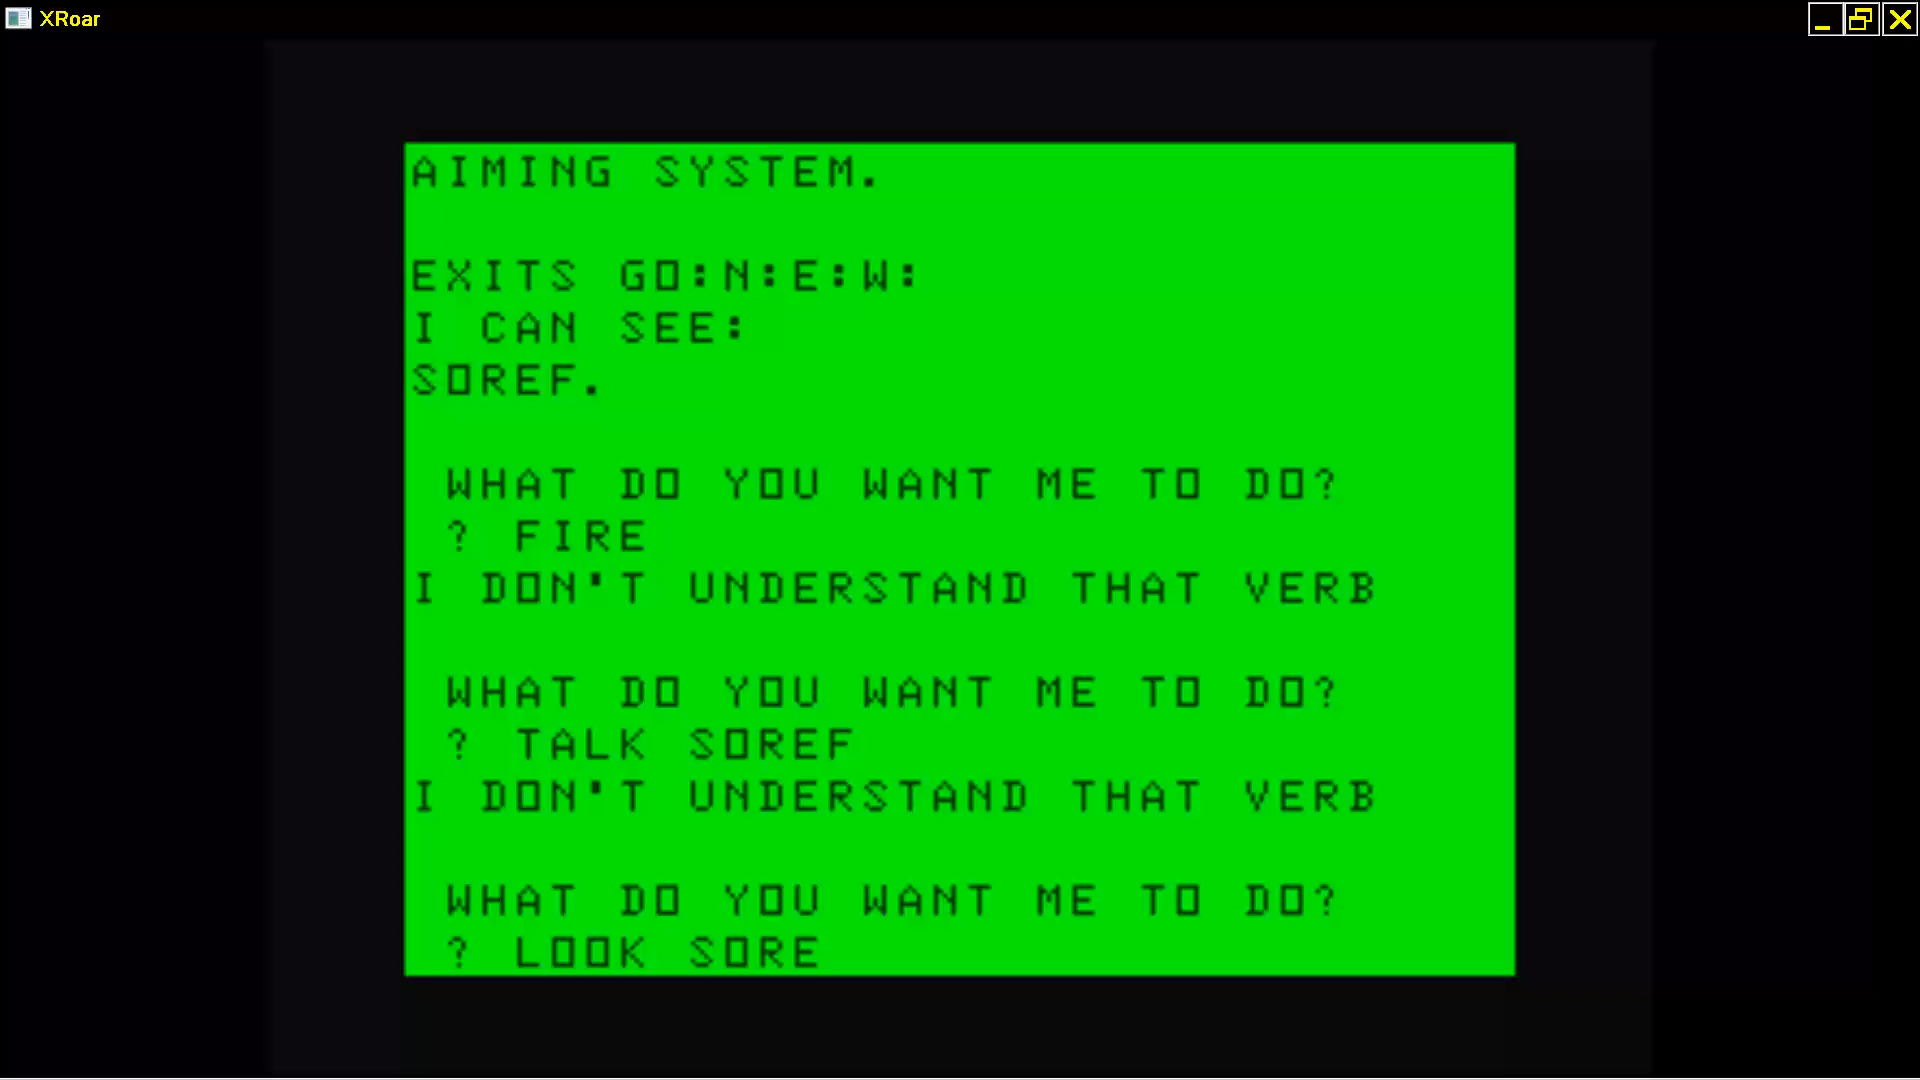 XRoar
AIMING SYSTEM.
EXITS GO:N:E:W:
I CAN SEE:
SOREF.
WHAT DO YOU WANT ME TO DO?
? FIRE
I DON'T UNDERSTAND THAT VERB
WHAT DO YOU WANT ME TO DO?
? TALK SOREF
I DON'T UNDERSTAND THAT VERB
WHAT DO YOU WANT ME TO DO?
? LOOK SORE